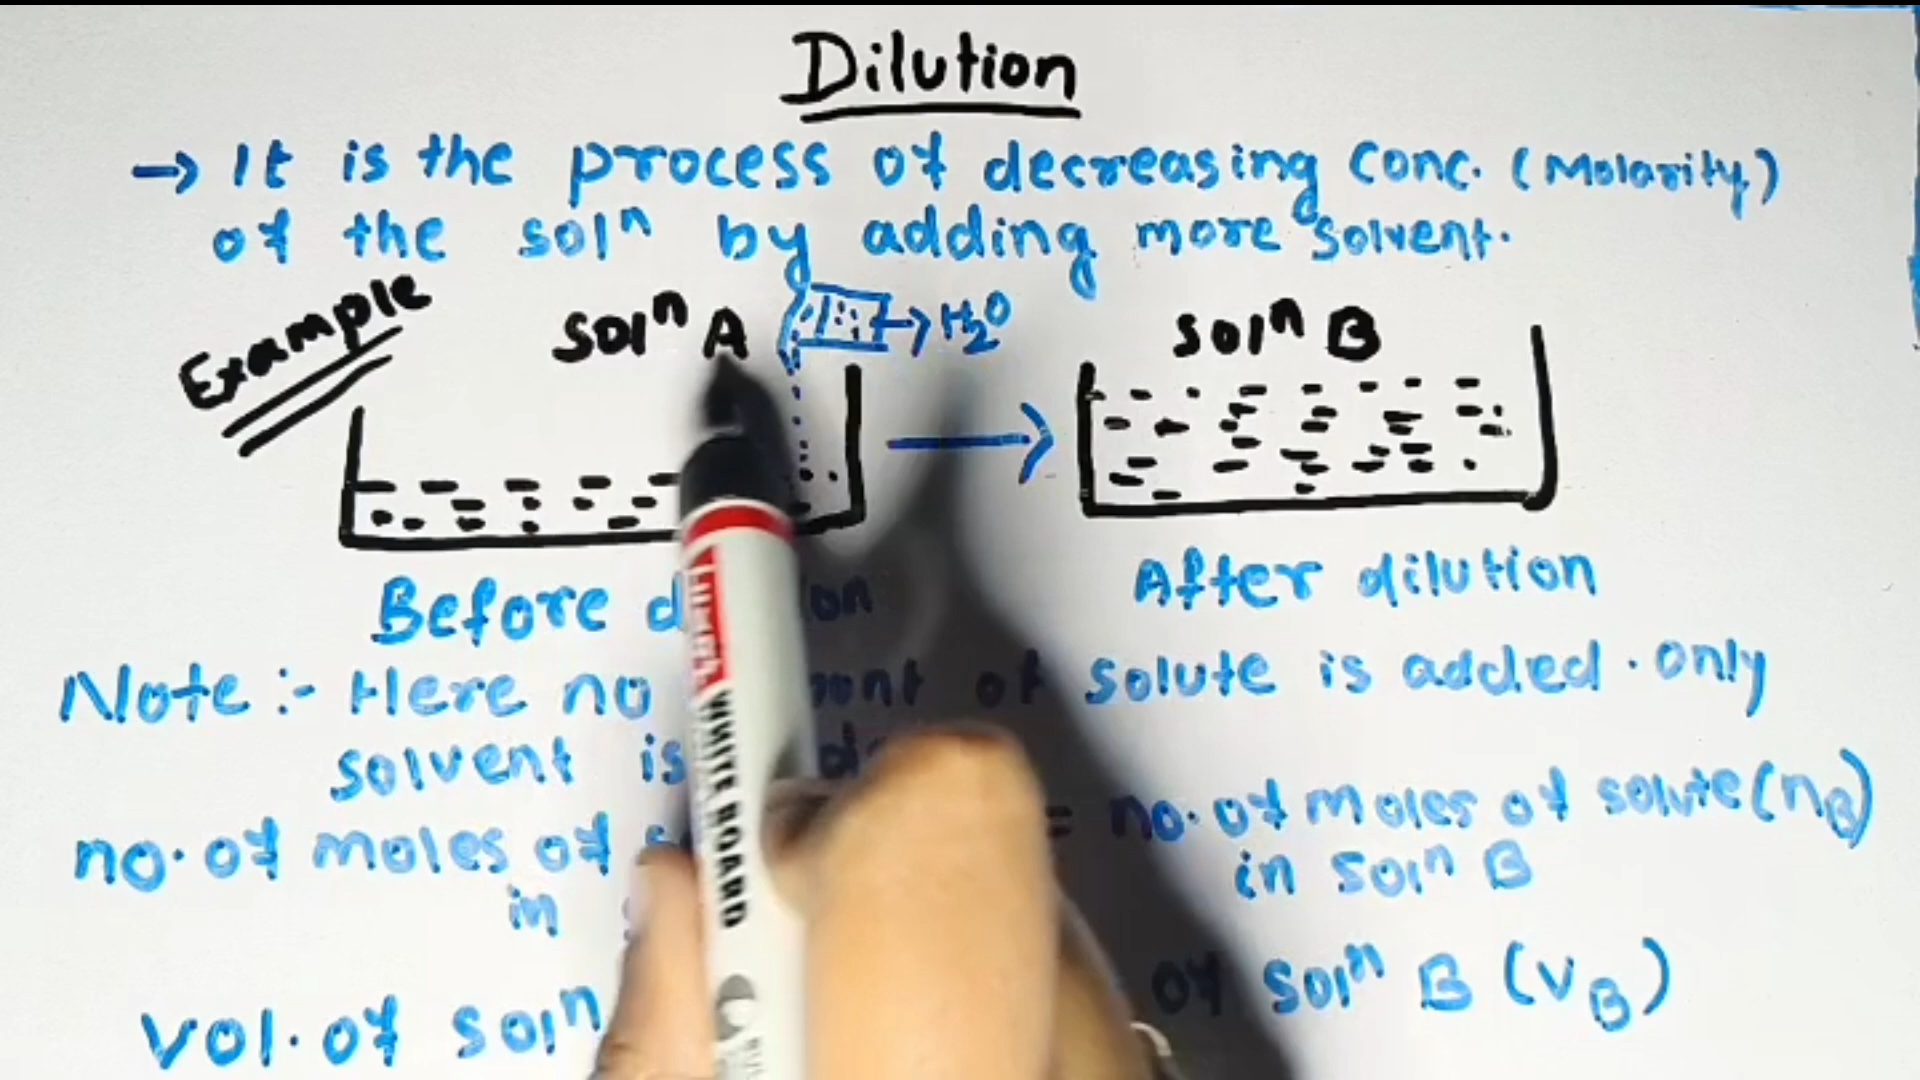 Dilution
→ It is the process of decreasing conc. (Molarity)
of the solⁿ by adding more solvent.
Example
solⁿ A
→ H₂O
solⁿ B
Before
After dilution
Note :- Here no of solute is added. only
solvent is
no. of moles of = no. of moles of solute (n_B)
in in solⁿ B
Vol. of solⁿ of solⁿ B (V_B)
WHITE BOARD